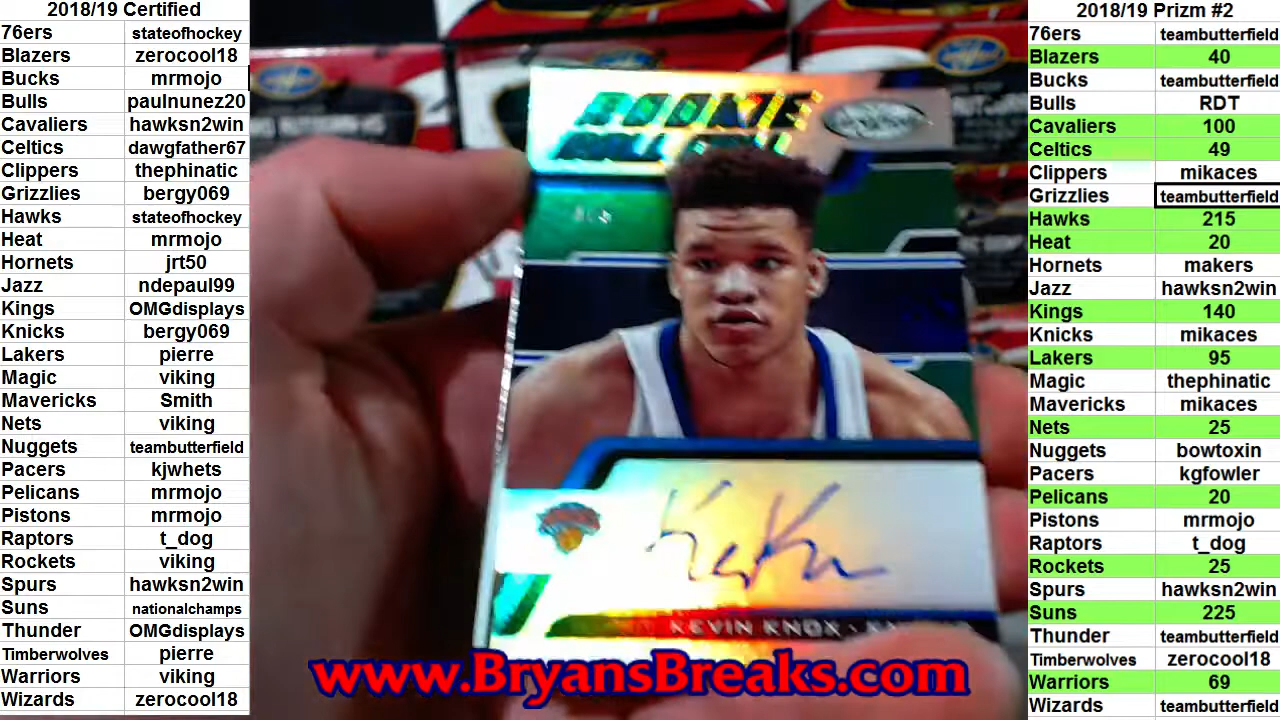 2018/19 Certified
76ers stateofhockey
Blazers zerocool18
Bucks mrmojo
Bulls paulnunez20
Cavaliers hawksn2win
Celtics dawgfather67
Clippers thephinatic
Grizzlies bergy069
Hawks stateofhockey
Heat mrmojo
Hornets jrt50
Jazz ndepaul99
Kings OMGdisplays
Knicks bergy069
Lakers pierre
Magic viking
Mavericks Smith
Nets viking
Nuggets teambutterfield
Pacers kjwhets
Pelicans mrmojo
Pistons mrmojo
Raptors t_dog
Rockets viking
Spurs hawksn2win
Suns nationalchamps
Thunder OMGdisplays
Timberwolves pierre
Warriors viking
Wizards zerocool18
ROOKIE
KEVIN KNOX
www.BryansBreaks.com
2018/19 Prizm #2
76ers teambutterfield
Blazers 40
Bucks teambutterfield
Bulls RDT
Cavaliers 100
Celtics 49
Clippers mikaces
Grizzlies teambutterfield
Hawks 215
Heat 20
Hornets makers
Jazz hawksn2win
Kings 140
Knicks mikaces
Lakers 95
Magic thephinatic
Mavericks mikaces
Nets 25
Nuggets bowtoxin
Pacers kgfowler
Pelicans 20
Pistons mrmojo
Raptors t_dog
Rockets 25
Spurs hawksn2win
Suns 225
Thunder teambutterfield
Timberwolves zerocool18
Warriors 69
Wizards teambutterfield